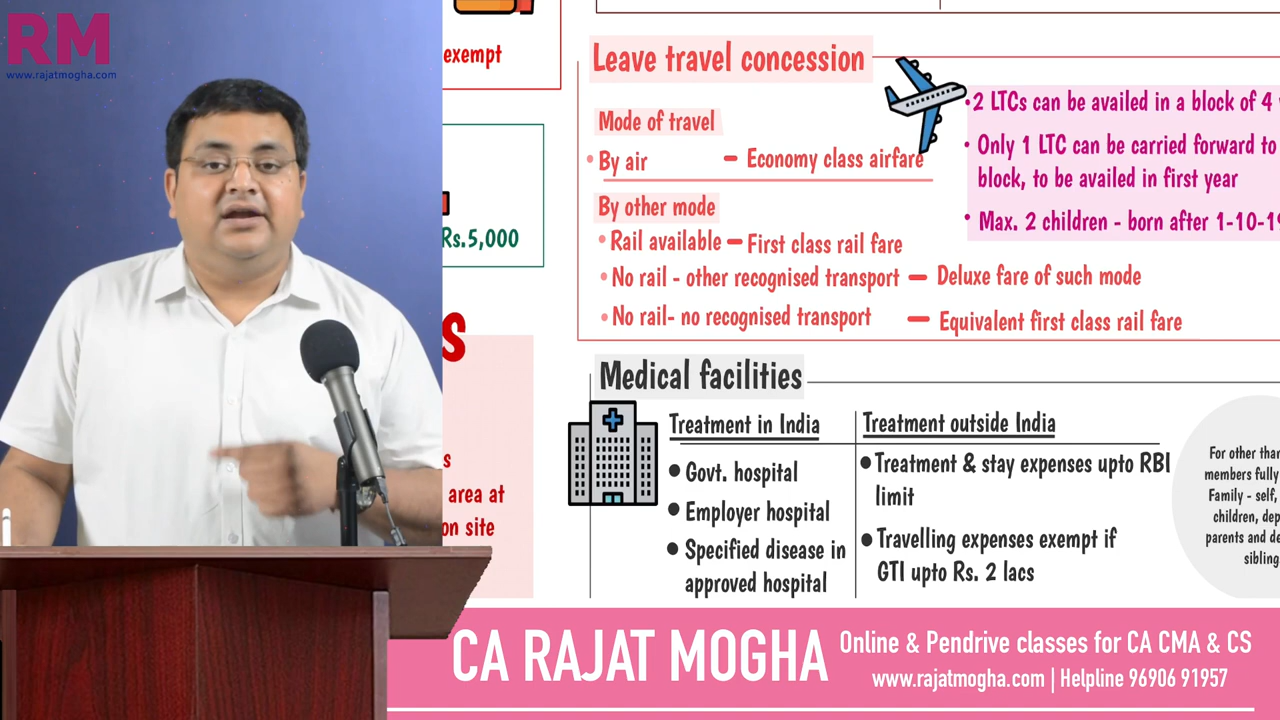 RM
www.rajatmogha.com
exempt
Rs.5,000
s
area at
on site
Leave travel concession
Mode of travel
• By air – Economy class airfare
By other mode
• Rail available – First class rail fare
• No rail - other recognised transport – Deluxe fare of such mode
• No rail- no recognised transport – Equivalent first class rail fare
• 2 LTCs can be availed in a block of 4
• Only 1 LTC can be carried forward to
block, to be availed in first year
• Max. 2 children - born after 1-10-19
Medical facilities
Treatment in India
• Govt. hospital
• Employer hospital
• Specified disease in
approved hospital
Treatment outside India
• Treatment & stay expenses upto RBI
limit
• Travelling expenses exempt if
GTI upto Rs. 2 lacs
For other than
members fully
Family - self,
children, dep
parents and de
sibling
CA RAJAT MOGHA
Online & Pendrive classes for CA CMA & CS
www.rajatmogha.com | Helpline 96906 91957